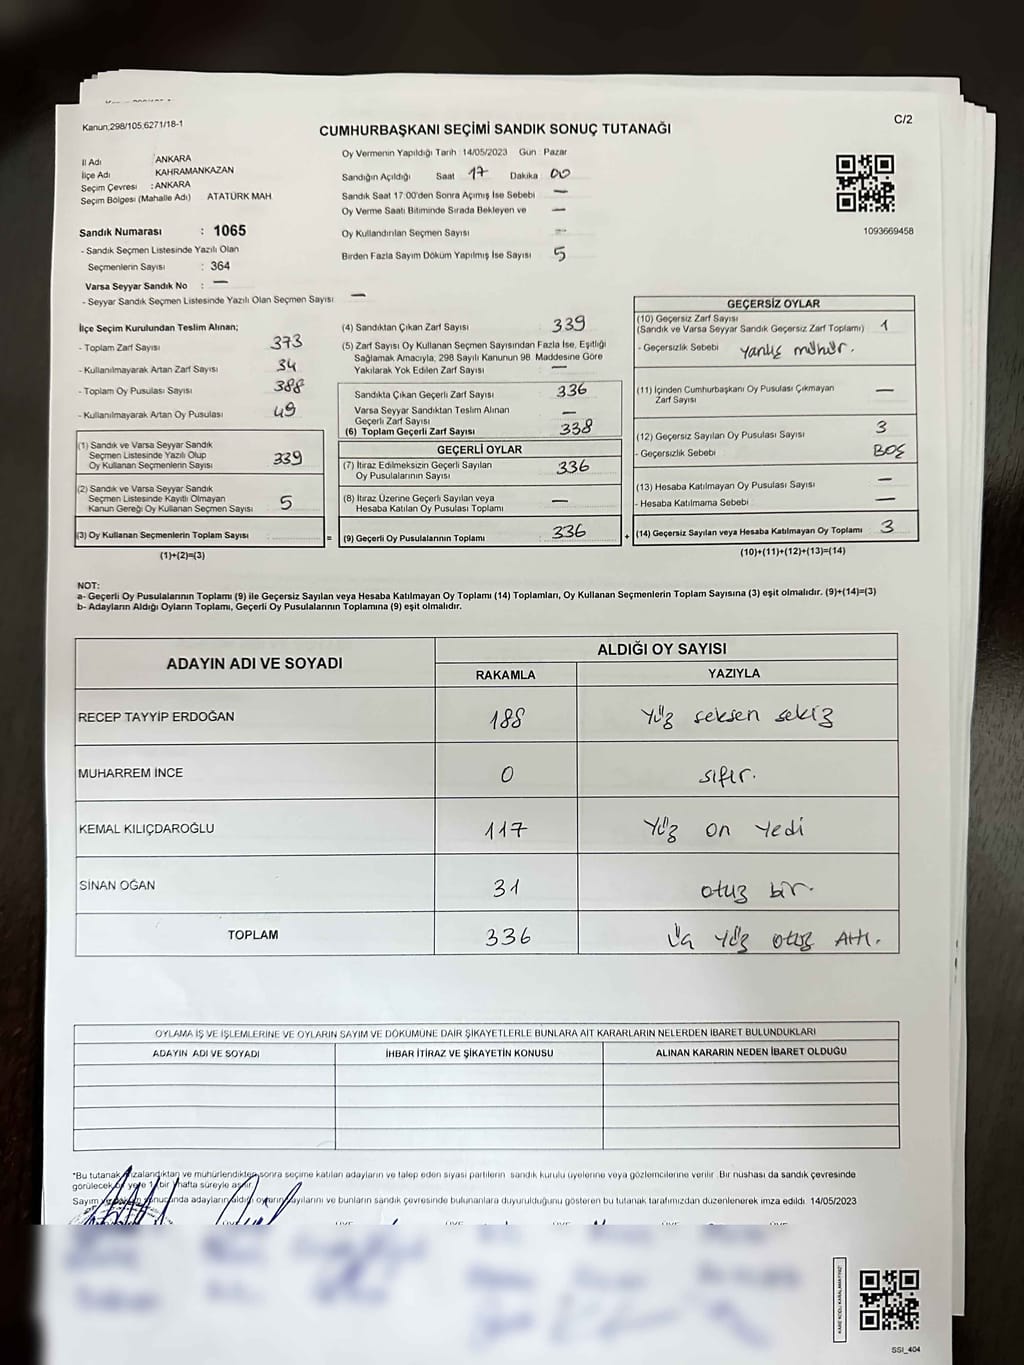 Kanun;298/105;6271/18-1
C/2
CUMHURBAŞKANI SEÇİMİ SANDIK SONUÇ TUTANAĞI
İl Adı ANKARA
İlçe Adı KAHRAMANKAZAN
Seçim Çevresi : ANKARA
Seçim Bölgesi (Mahalle Adı) ATATÜRK MAH
Sandık Numarası : 1065
- Sandık Seçmen Listesinde Yazılı Olan
Seçmenlerin Sayısı : 364
Varsa Seyyar Sandık No : —
- Seyyar Sandık Seçmen Listesinde Yazılı Olan Seçmen Sayısı —
Oy Vermenin Yapıldığı Tarih :14/05/2023 Gün : Pazar
Sandığın Açıldığı Saat 17 Dakika 00
Sandık Saat 17:00'den Sonra Açımış İse Sebebi —
Oy Verme Saati Bitiminde Sırada Bekleyen ve —
Oy Kullandırılan Seçmen Sayısı —
Birden Fazla Sayım Döküm Yapılmış İse Sayısı 5
1093669458
İlçe Seçim Kurulundan Teslim Alınan;
- Toplam Zarf Sayısı 373
- Kullanılmayarak Artan Zarf Sayısı 34
- Toplam Oy Pusulası Sayısı 388
- Kullanılmayarak Artan Oy Pusulası 49
(1) Sandık ve Varsa Seyyar Sandık
Seçmen Listesinde Yazılı Olup
Oy Kullanan Seçmenlerin Sayısı 339
(2) Sandık ve Varsa Seyyar Sandık
Seçmen Listesinde Kayıtlı Olmayan
Kanun Gereği Oy Kullanan Seçmen Sayısı 5
(3) Oy Kullanan Seçmenlerin Toplam Sayısı =
(1)+(2)=(3)
(4) Sandıktan Çıkan Zarf Sayısı 339
(5) Zarf Sayısı Oy Kullanan Seçmen Sayısından Fazla İse, Eşitliği
Sağlamak Amacıyla; 298 Sayılı Kanunun 98. Maddesine Göre
Yakılarak Yok Edilen Zarf Sayısı —
Sandıkta Çıkan Geçerli Zarf Sayısı 336
Varsa Seyyar Sandıktan Teslim Alınan
Geçerli Zarf Sayısı —
(6) Toplam Geçerli Zarf Sayısı 338
GEÇERLİ OYLAR
(7) İtiraz Edilmeksizin Geçerli Sayılan
Oy Pusulalarının Sayısı 336
(8) İtiraz Üzerine Geçerli Sayılan veya
Hesaba Katılan Oy Pusulası Toplamı —
(9) Geçerli Oy Pusulalarının Toplamı 336 +
GEÇERSİZ OYLAR
(10) Geçersiz Zarf Sayısı
(Sandık ve Varsa Seyyar Sandık Geçersiz Zarf Toplamı) 1
- Geçersizlik Sebebi yanlış mühür.
(11) İçinden Cumhurbaşkanı Oy Pusulası Çıkmayan
Zarf Sayısı —
(12) Geçersiz Sayılan Oy Pusulası Sayısı 3
- Geçersizlik Sebebi BOŞ
(13) Hesaba Katılmayan Oy Pusulası Sayısı —
- Hesaba Katılmama Sebebi —
(14) Geçersiz Sayılan veya Hesaba Katılmayan Oy Toplamı 3
(10)+(11)+(12)+(13)=(14)
NOT:
a- Geçerli Oy Pusulalarının Toplamı (9) ile Geçersiz Sayılan veya Hesaba Katılmayan Oy Toplamı (14) Toplamları, Oy Kullanan Seçmenlerin Toplam Sayısına (3) eşit olmalıdır. (9)+(14)=(3)
b- Adayların Aldığı Oyların Toplamı, Geçerli Oy Pusulalarının Toplamına (9) eşit olmalıdır.
ADAYIN ADI VE SOYADI
ALDIĞI OY SAYISI
RAKAMLA YAZIYLA
RECEP TAYYİP ERDOĞAN 188 Yüz seksen sekiz
MUHARREM İNCE 0 sıfır.
KEMAL KILIÇDAROĞLU 117 Yüz on yedi
SİNAN OĞAN 31 otuz bir.
TOPLAM 336 Üç Yüz otuz Altı.
OYLAMA İŞ VE İŞLEMLERİNE VE OYLARIN SAYIM VE DÖKÜMÜNE DAİR ŞİKAYETLERLE BUNLARA AİT KARARLARIN NELERDEN İBARET BULUNDUKLARI
ADAYIN ADI VE SOYADI İHBAR İTİRAZ VE ŞİKAYETİN KONUSU ALINAN KARARIN NEDEN İBARET OLDUĞU
*Bu tutanak imzalandıktan ve mühürlendikten sonra seçime katılan adayların ve talep eden siyasi partilerin sandık kurulu üyelerine veya gözlemcilerine verilir. Bir nushası da sandık çevresinde
görülecek bir yere 1 bir hafta süreyle asılır.
Sayım sonucunda adayların aldığı oyların sayılarını ve bunların sandık çevresinde bulunanlara duyurulduğunu gösteren bu tutanak tarafımızdan düzenlenerek imza edildi. 14/05/2023
KARE KODU KARALAMAYINIZ
SSI_404